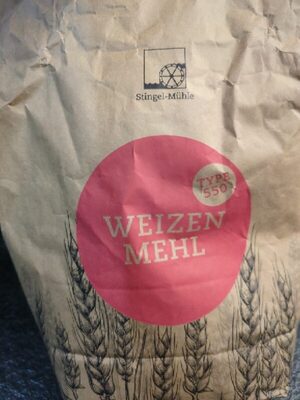 Stingel-Mühle
TYPE
550
WEIZEN
MEHL